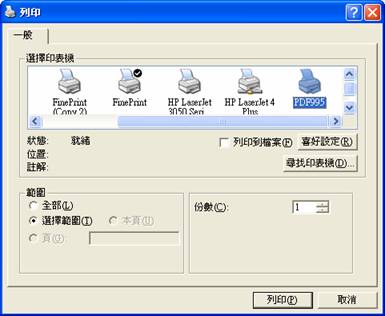 列印
一般
選擇印表機
FinePrint (Copy 2)
FinePrint
HP LaserJet 3050 Seri...
HP LaserJet 4 Plus
PDF995
狀態: 就緒
位置:
註解:
列印到檔案(F)
喜好設定(R)
尋找印表機(D)...
範圍
全部(L)
選擇範圍(T) 本頁(U)
頁(G):
份數(C): 1
列印(P) 取消